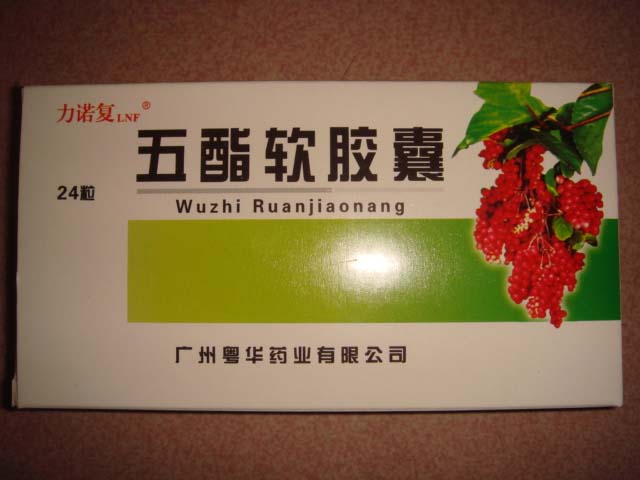 力诺复LNF®
五酯软胶囊
24粒
Wuzhi Ruanjiaonang
广州粤华药业有限公司